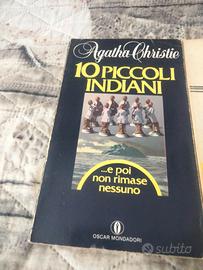 Agatha Christie
10 PICCOLI
INDIANI
...e poi
non rimase
nessuno
OSCAR MONDADORI
subito